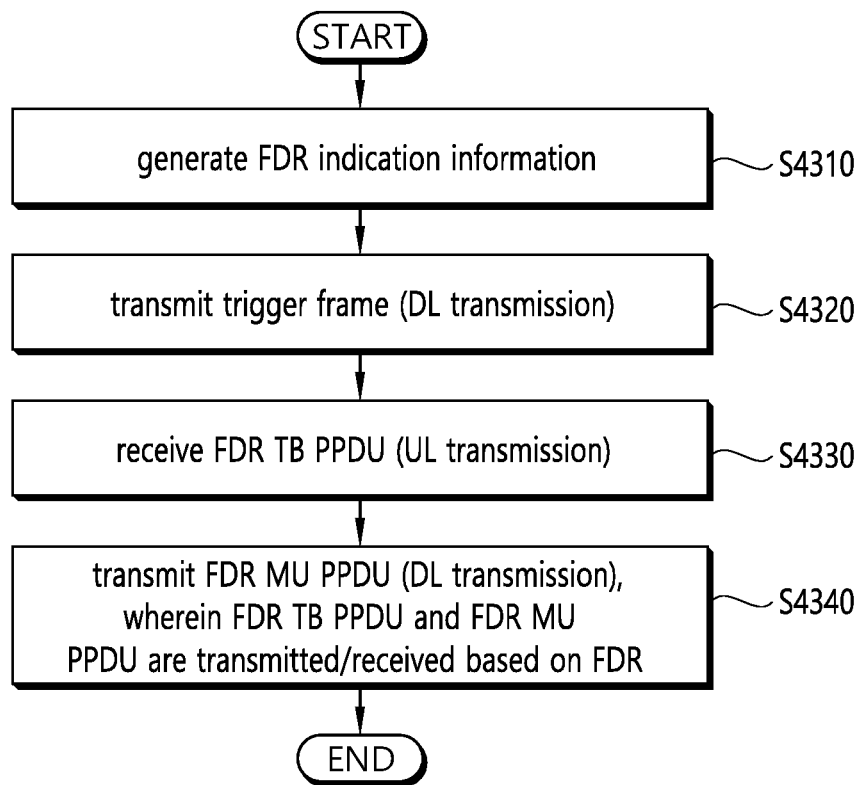 START
generate FDR indication information
S4310
transmit trigger frame (DL transmission)
S4320
receive FDR TB PPDU (UL transmission)
S4330
transmit FDR MU PPDU (DL transmission),
wherein FDR TB PPDU and FDR MU
PPDU are transmitted/received based on FDR
S4340
END